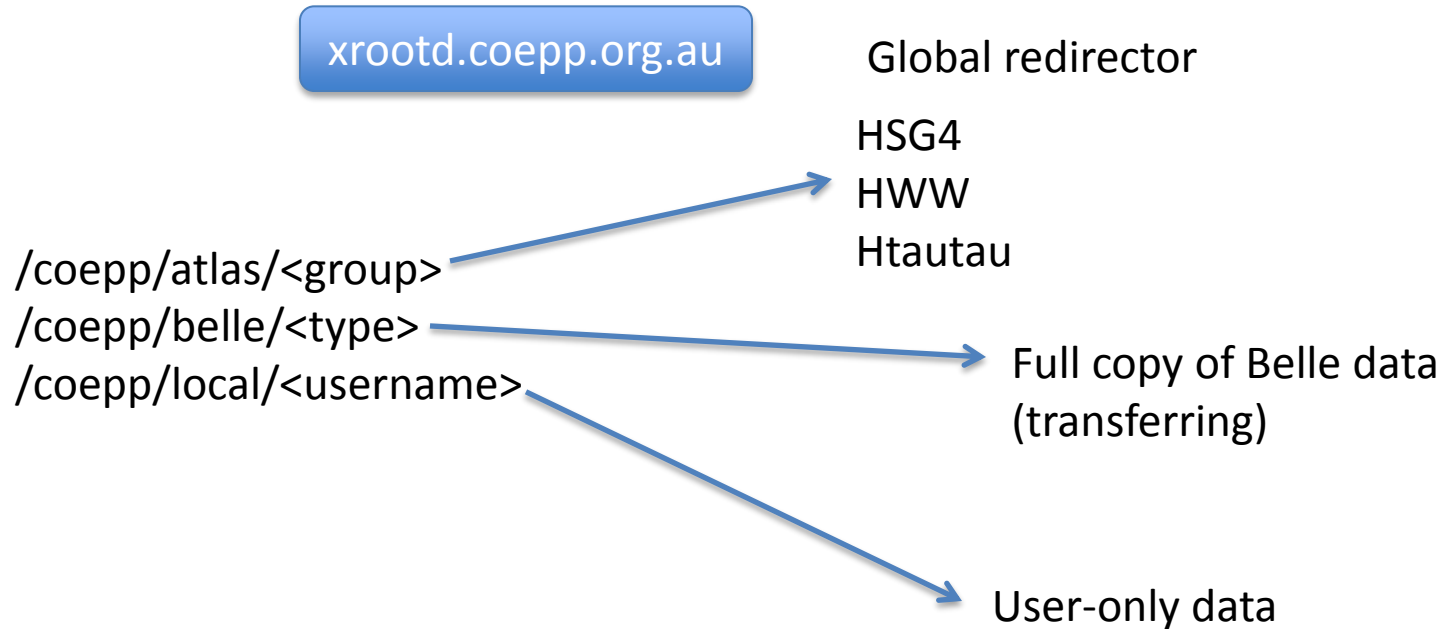 xrootd.coepp.org.au
Global redirector
HSG4
HWW
Htautau
/coepp/atlas/<group>
/coepp/belle/<type>
/coepp/local/<username>
Full copy of Belle data
(transferring)
User-only data